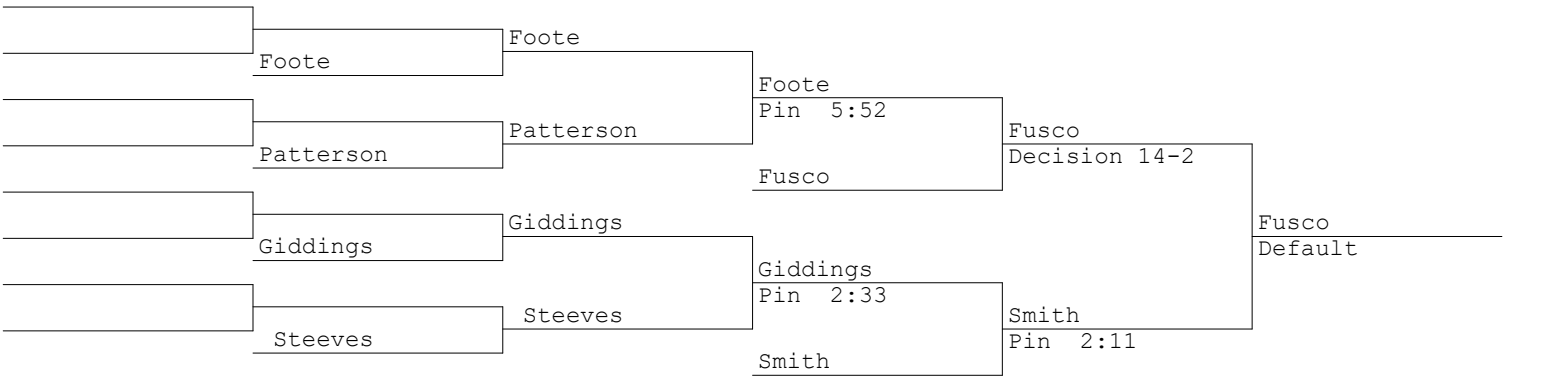 Foote
Foote
Foote
Pin 5:52
Patterson
Fusco
Patterson
Decision 14-2
Fusco
Giddings
Fusco
Giddings
Default
Giddings
Pin 2:33
Steeves
Smith
Steeves
Pin 2:11
Smith